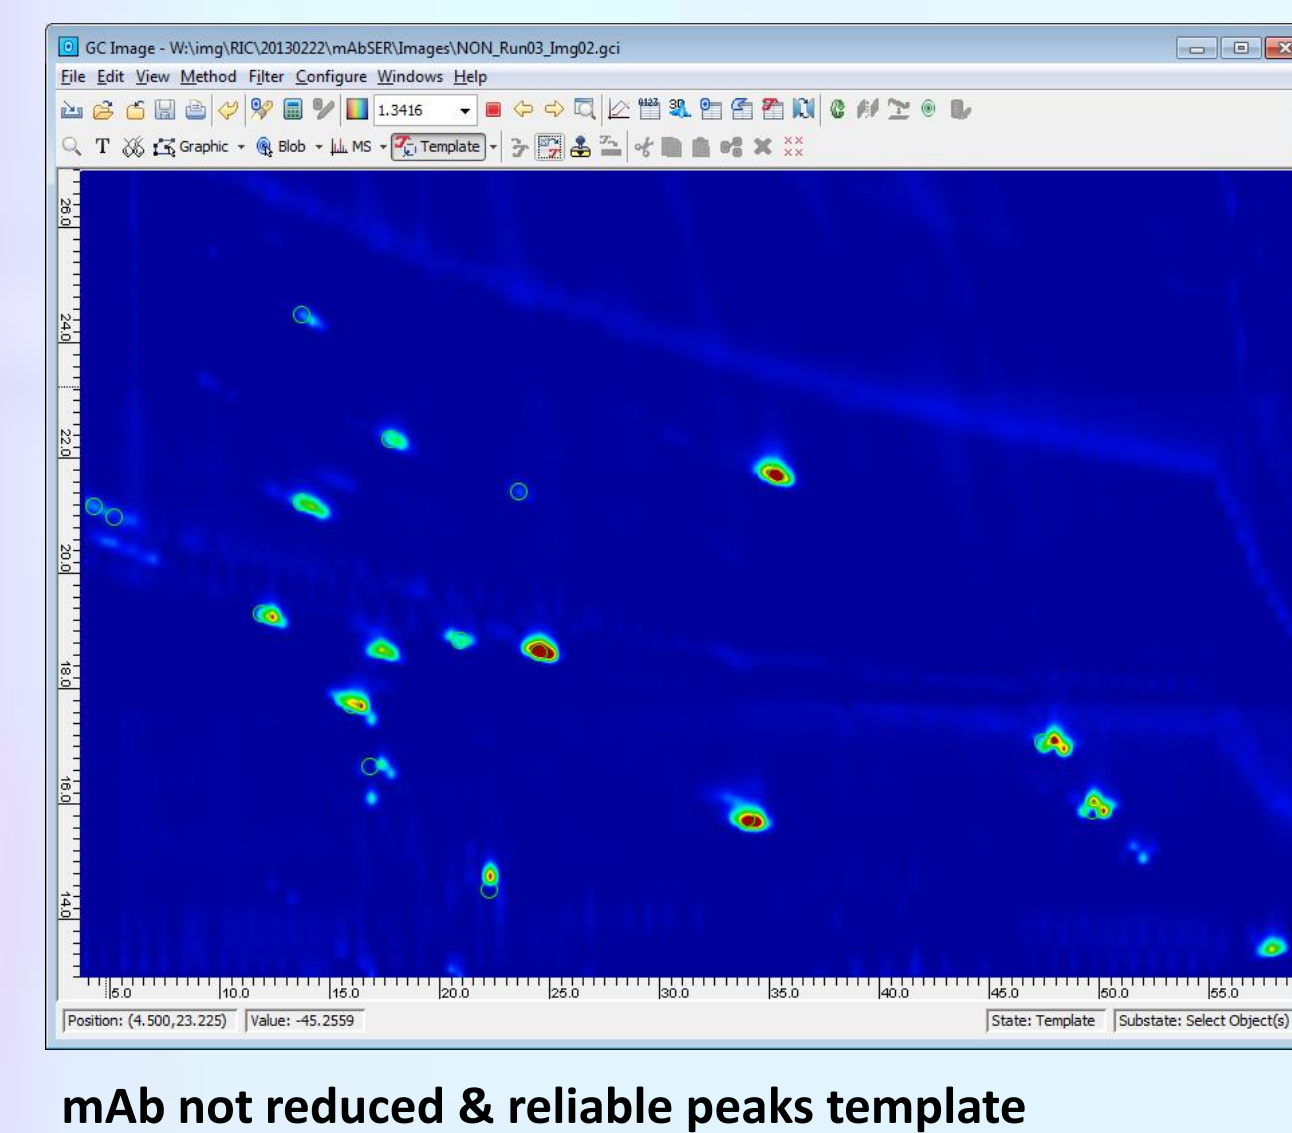 GC Image - W:\img\RIC\20130222\mAbSER\Images\NON_Run03_Img02.gci
File Edit View Method Filter Configure Windows Help
1.3416 0123 3D
T Graphic Blob MS Template
26.0
24.0
22.0
20.0
18.0
16.0
14.0
5.0 10.0 15.0 20.0 25.0 30.0 35.0 40.0 45.0 50.0 55.0
Position: (4.500,23.225) Value: -45.2559 State: Template Substate: Select Object(s)
mAb not reduced & reliable peaks template